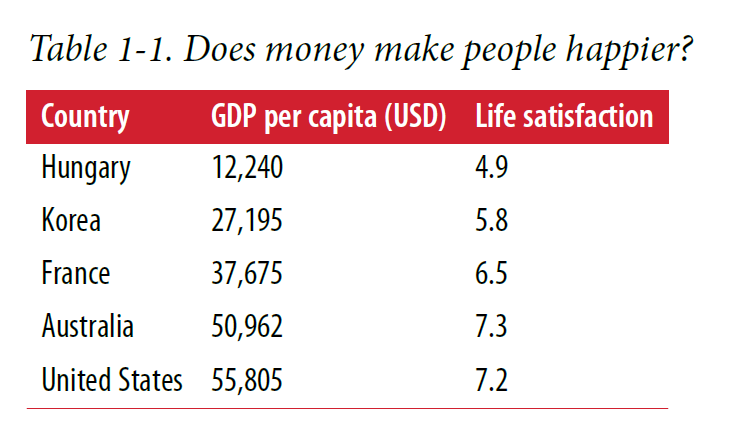 Table 1-1. Does money make people happier?
Country GDP per capita (USD) Life satisfaction
Hungary 12,240 4.9
Korea 27,195 5.8
France 37,675 6.5
Australia 50,962 7.3
United States 55,805 7.2